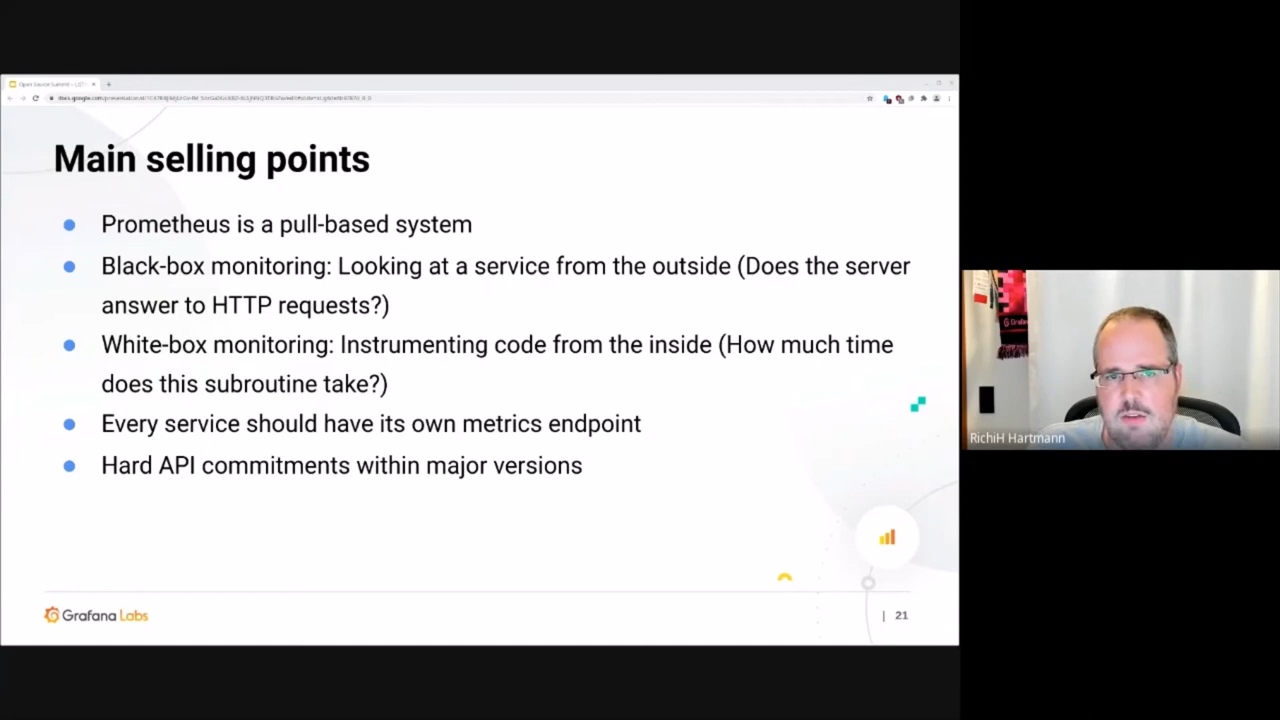 Open Source Summit
Main selling points
Prometheus is a pull-based system
Black-box monitoring: Looking at a service from the outside (Does the server
answer to HTTP requests?)
White-box monitoring: Instrumenting code from the inside (How much time
does this subroutine take?)
Every service should have its own metrics endpoint
Hard API commitments within major versions
Grafana Labs
| 21
RichiH Hartmann